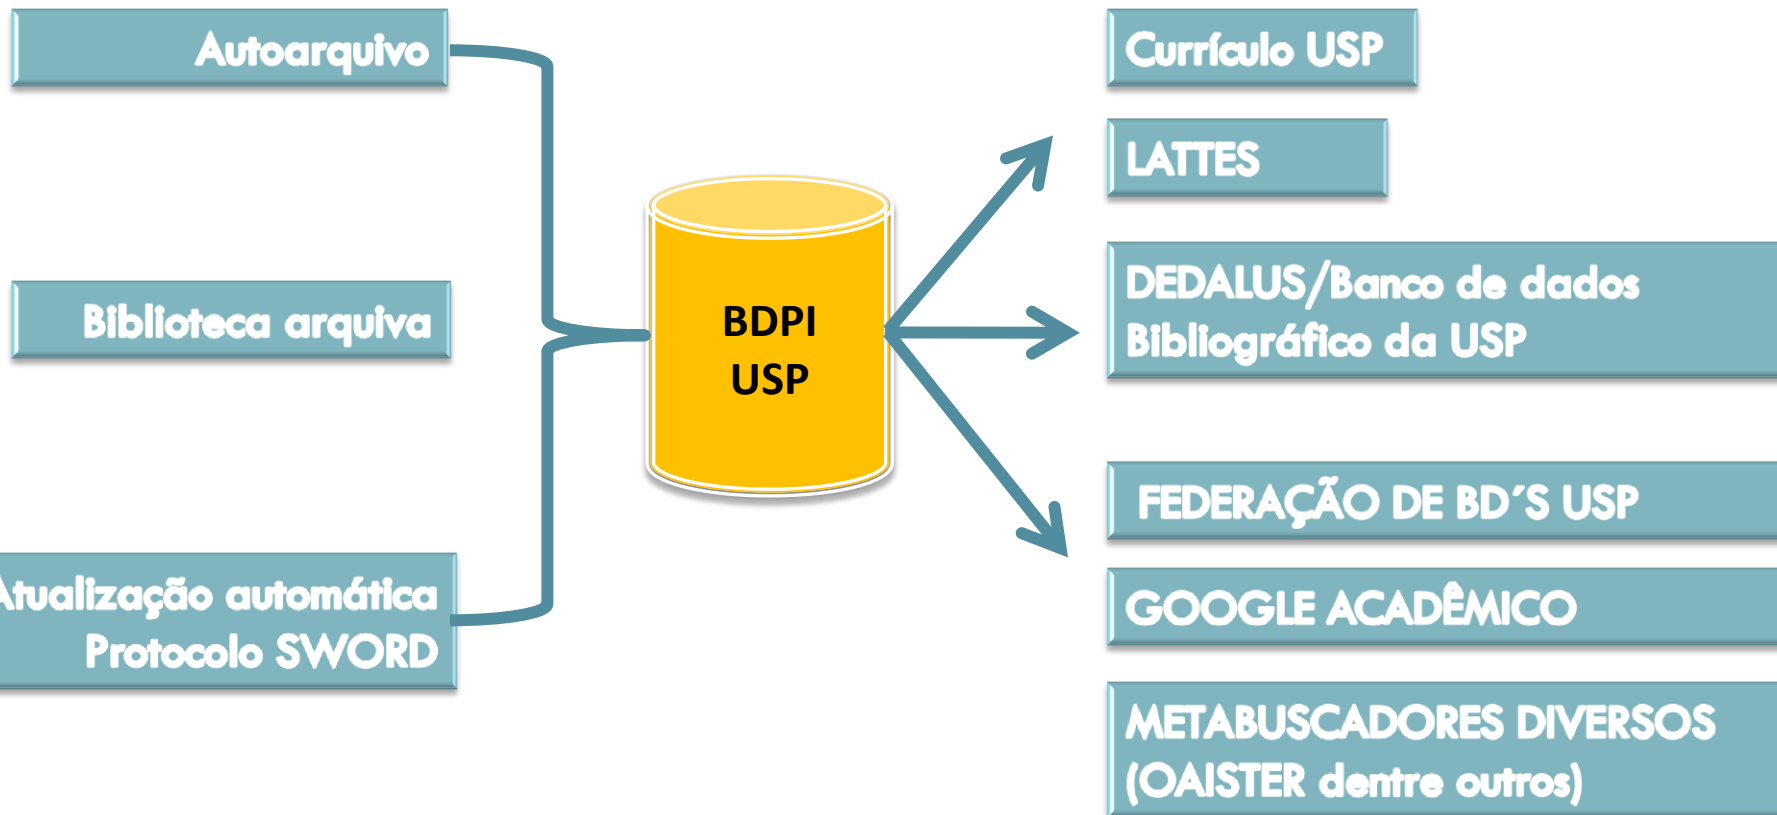 Autoarquivo
Biblioteca arquiva
Atualização automática
Protocolo SWORD
BDPI
USP
Currículo USP
LATTES
DEDALUS/Banco de dados
Bibliográfico da USP
FEDERAÇÃO DE BD´S USP
GOOGLE ACADÊMICO
METABUSCADORES DIVERSOS
(OAISTER dentre outros)